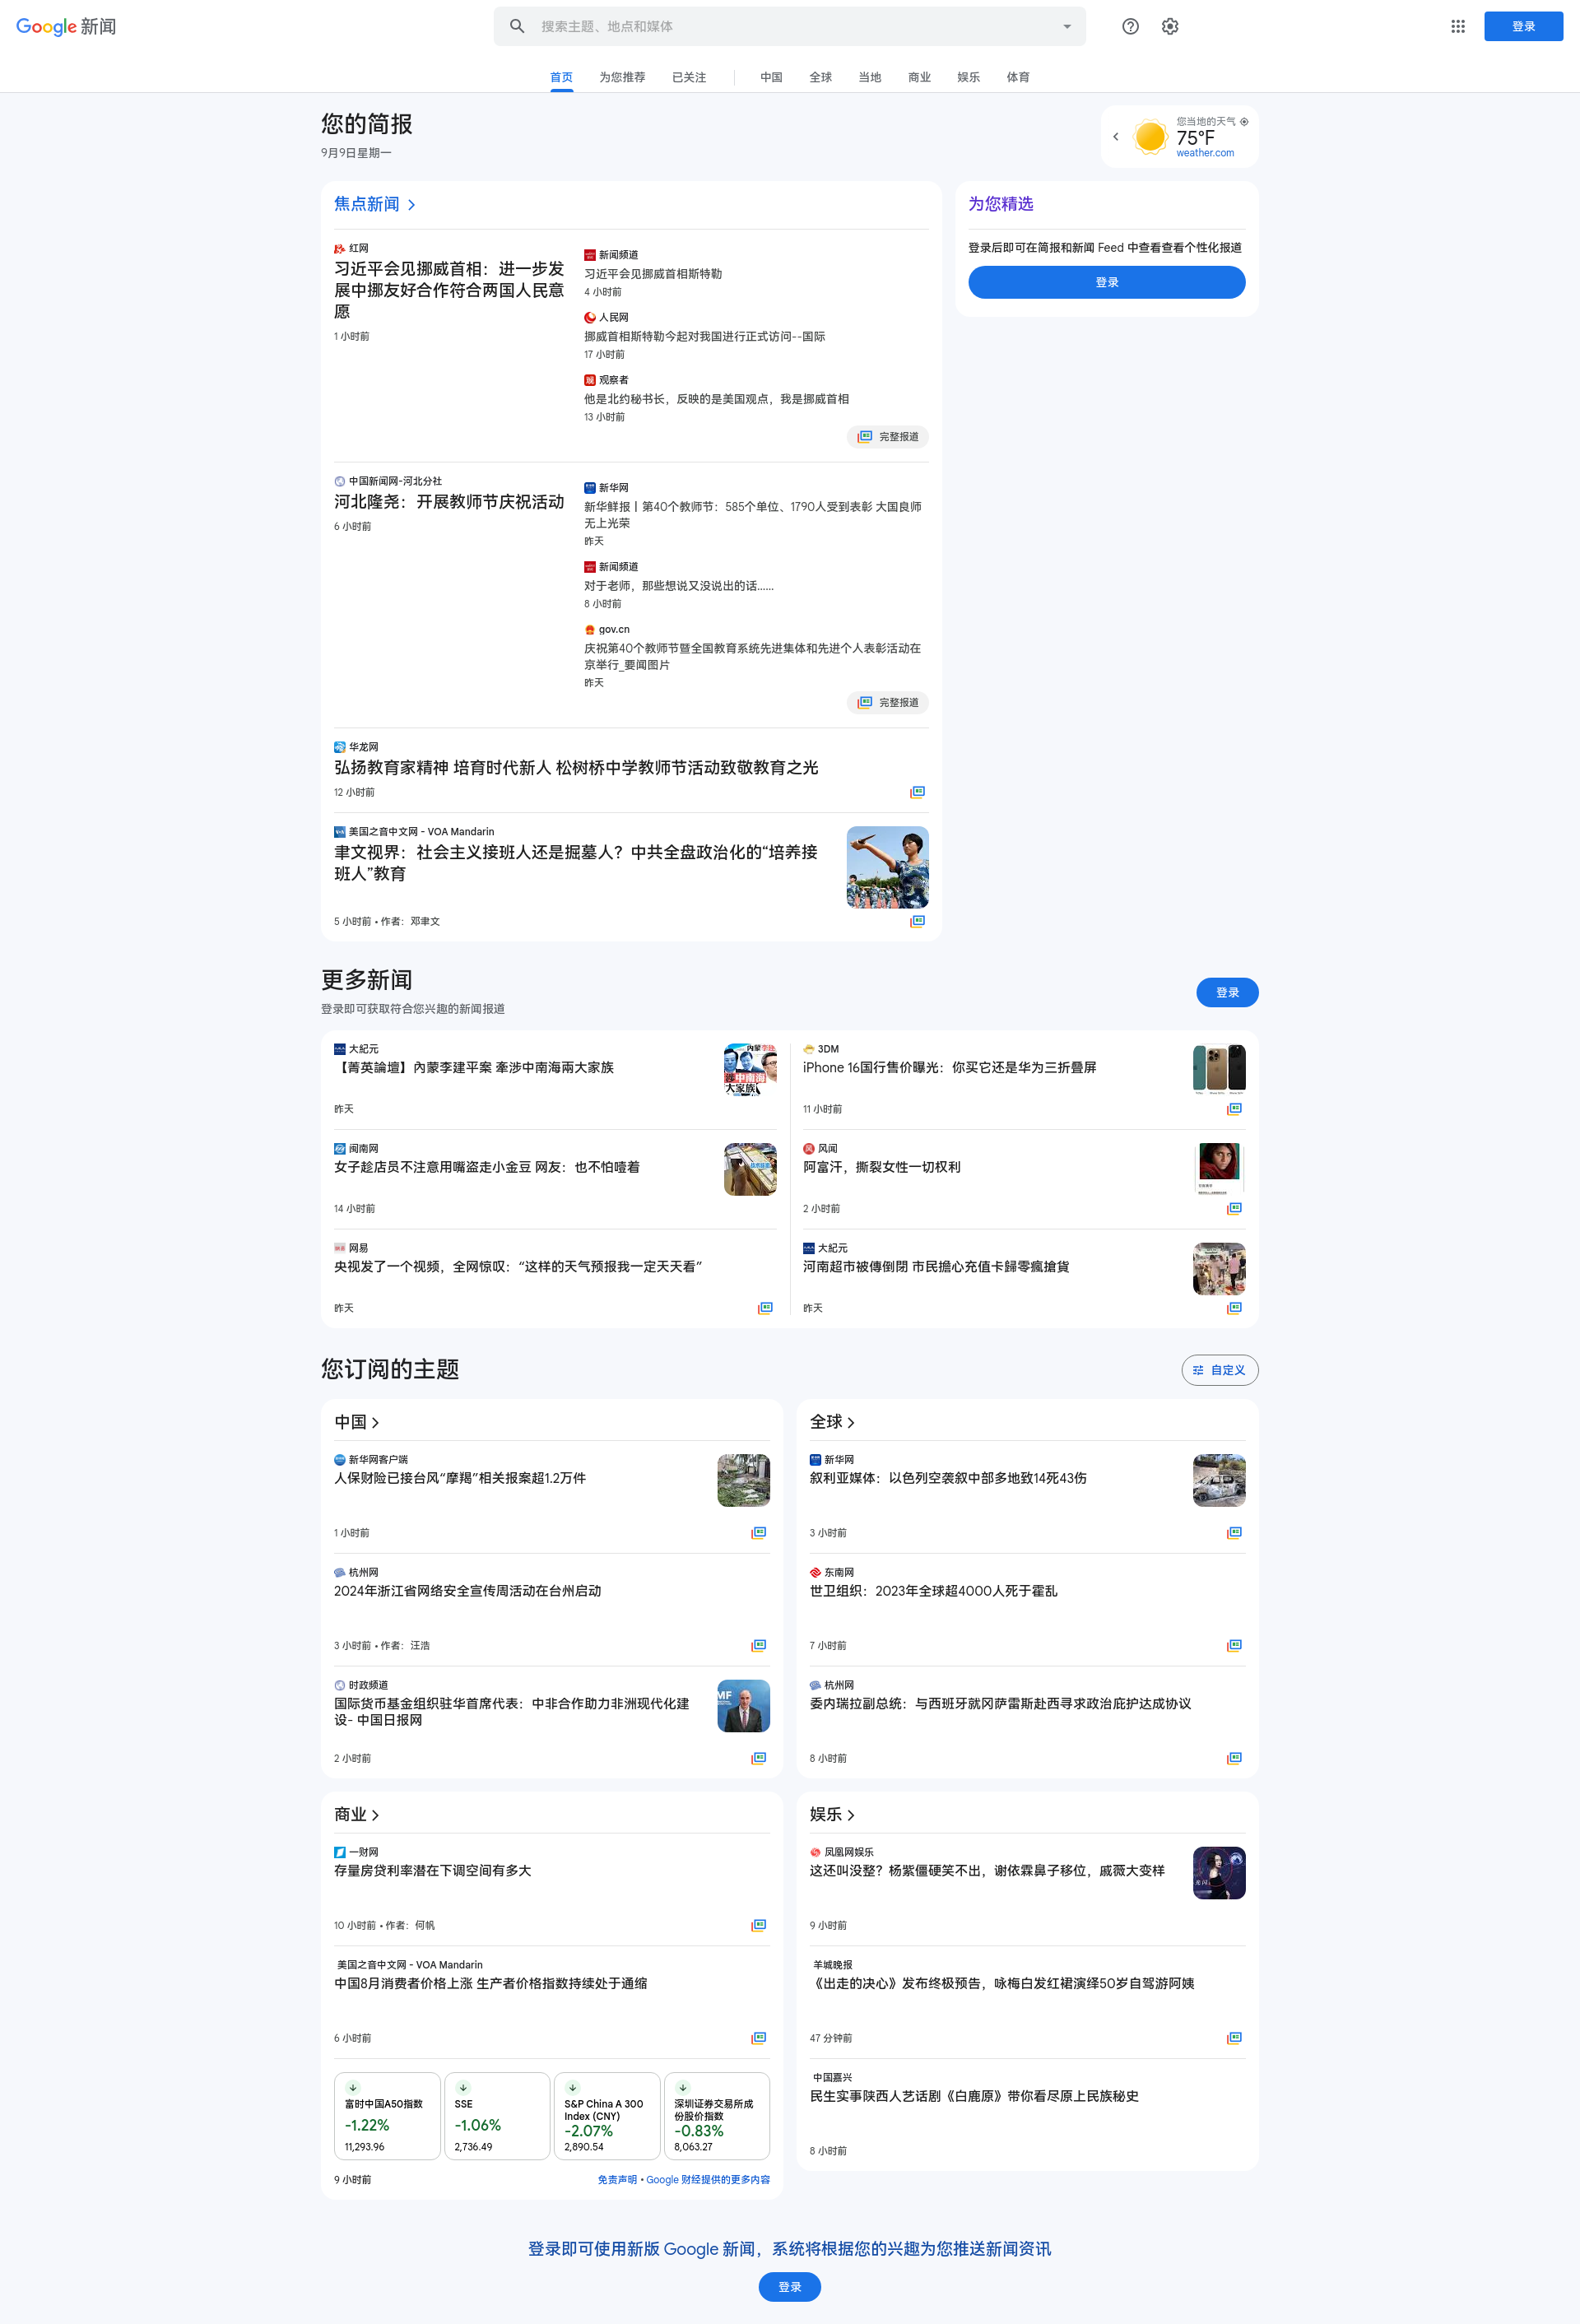 Google 新闻
搜索主题、地点和媒体
登录
首页
为您推荐
已关注
中国
全球
当地
商业
娱乐
体育
您的简报
9月9日星期一
您当地的天气
75°F
weather.com
焦点新闻
红网
习近平会见挪威首相：进一步发
展中挪友好合作符合两国人民意
愿
1 小时前
新闻频道
习近平会见挪威首相斯特勒
4 小时前
人民网
挪威首相斯特勒今起对我国进行正式访问--国际
17 小时前
观察者
他是北约秘书长，反映的是美国观点，我是挪威首相
13 小时前
完整报道
为您精选
登录后即可在简报和新闻 Feed 中查看查看个性化报道
登录
中国新闻网-河北分社
河北隆尧：开展教师节庆祝活动
6 小时前
新华网
新华鲜报丨第40个教师节：585个单位、1790人受到表彰 大国良师
无上光荣
昨天
新闻频道
对于老师，那些想说又没说出的话……
8 小时前
gov.cn
庆祝第40个教师节暨全国教育系统先进集体和先进个人表彰活动在
京举行_要闻图片
昨天
完整报道
华龙网
弘扬教育家精神 培育时代新人 松树桥中学教师节活动致敬教育之光
12 小时前
美国之音中文网 - VOA Mandarin
聿文视界：社会主义接班人还是掘墓人？中共全盘政治化的“培养接
班人”教育
5 小时前 • 作者：邓聿文
更多新闻
登录即可获取符合您兴趣的新闻报道
登录
大紀元
【菁英論壇】內蒙李建平案 牽涉中南海兩大家族
昨天
闽南网
女子趁店员不注意用嘴盗走小金豆 网友：也不怕噎着
14 小时前
网易
央视发了一个视频，全网惊叹：“这样的天气预报我一定天天看”
昨天
3DM
iPhone 16国行售价曝光：你买它还是华为三折叠屏
11 小时前
风闻
阿富汗，撕裂女性一切权利
2 小时前
大紀元
河南超市被傳倒閉 市民擔心充值卡歸零瘋搶貨
昨天
您订阅的主题
自定义
中国
新华网客户端
人保财险已接台风“摩羯”相关报案超1.2万件
1 小时前
杭州网
2024年浙江省网络安全宣传周活动在台州启动
3 小时前 • 作者：汪浩
时政频道
国际货币基金组织驻华首席代表：中非合作助力非洲现代化建
设- 中国日报网
2 小时前
全球
新华网
叙利亚媒体：以色列空袭叙中部多地致14死43伤
3 小时前
东南网
世卫组织：2023年全球超4000人死于霍乱
7 小时前
杭州网
委内瑞拉副总统：与西班牙就冈萨雷斯赴西寻求政治庇护达成协议
8 小时前
商业
一财网
存量房贷利率潜在下调空间有多大
10 小时前 • 作者：何帆
美国之音中文网 - VOA Mandarin
中国8月消费者价格上涨 生产者价格指数持续处于通缩
6 小时前
富时中国A50指数
-1.22%
11,293.96
SSE
-1.06%
2,736.49
S&P China A 300
Index (CNY)
-2.07%
2,890.54
深圳证券交易所成
份股价指数
-0.83%
8,063.27
9 小时前
免责声明 • Google 财经提供的更多内容
娱乐
凤凰网娱乐
这还叫没整？杨紫僵硬笑不出，谢依霖鼻子移位，戚薇大变样
9 小时前
羊城晚报
《出走的决心》发布终极预告，咏梅白发红裙演绎50岁自驾游阿姨
47 分钟前
中国嘉兴
民生实事陕西人艺话剧《白鹿原》带你看尽原上民族秘史
8 小时前
登录即可使用新版 Google 新闻，系统将根据您的兴趣为您推送新闻资讯
登录